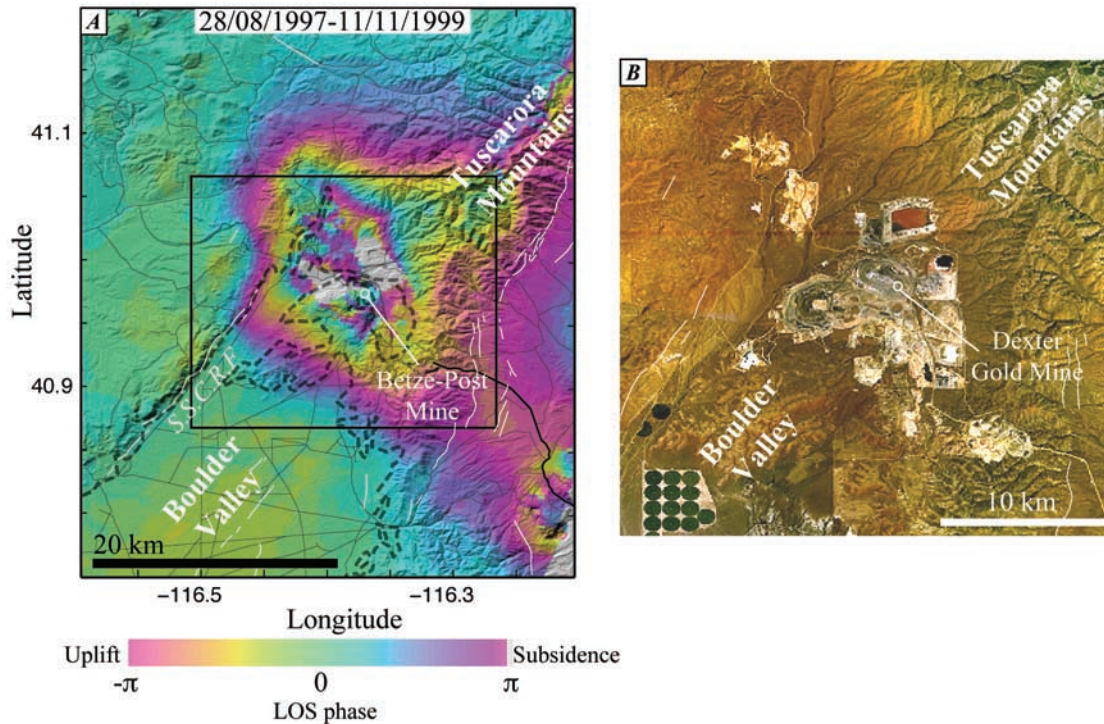 A
28/08/1997-11/11/1999
Tuscarora
Mountains
41.1
40.9
Latitude
S.S.C.R.F.
Betze-Post
Mine
Boulder
Valley
20 km
−116.5
−116.3
Longitude
Uplift
Subsidence
-π
0
π
LOS phase
B
Tuscarora
Mountains
Dexter
Gold Mine
Boulder
Valley
10 km